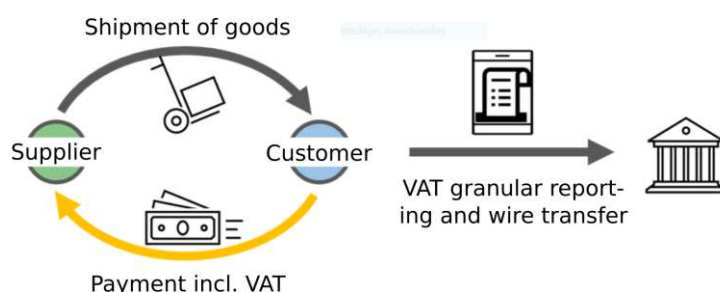 Shipment of goods
Supplier
Customer
VAT granular report-
ing and wire transfer
Payment incl. VAT